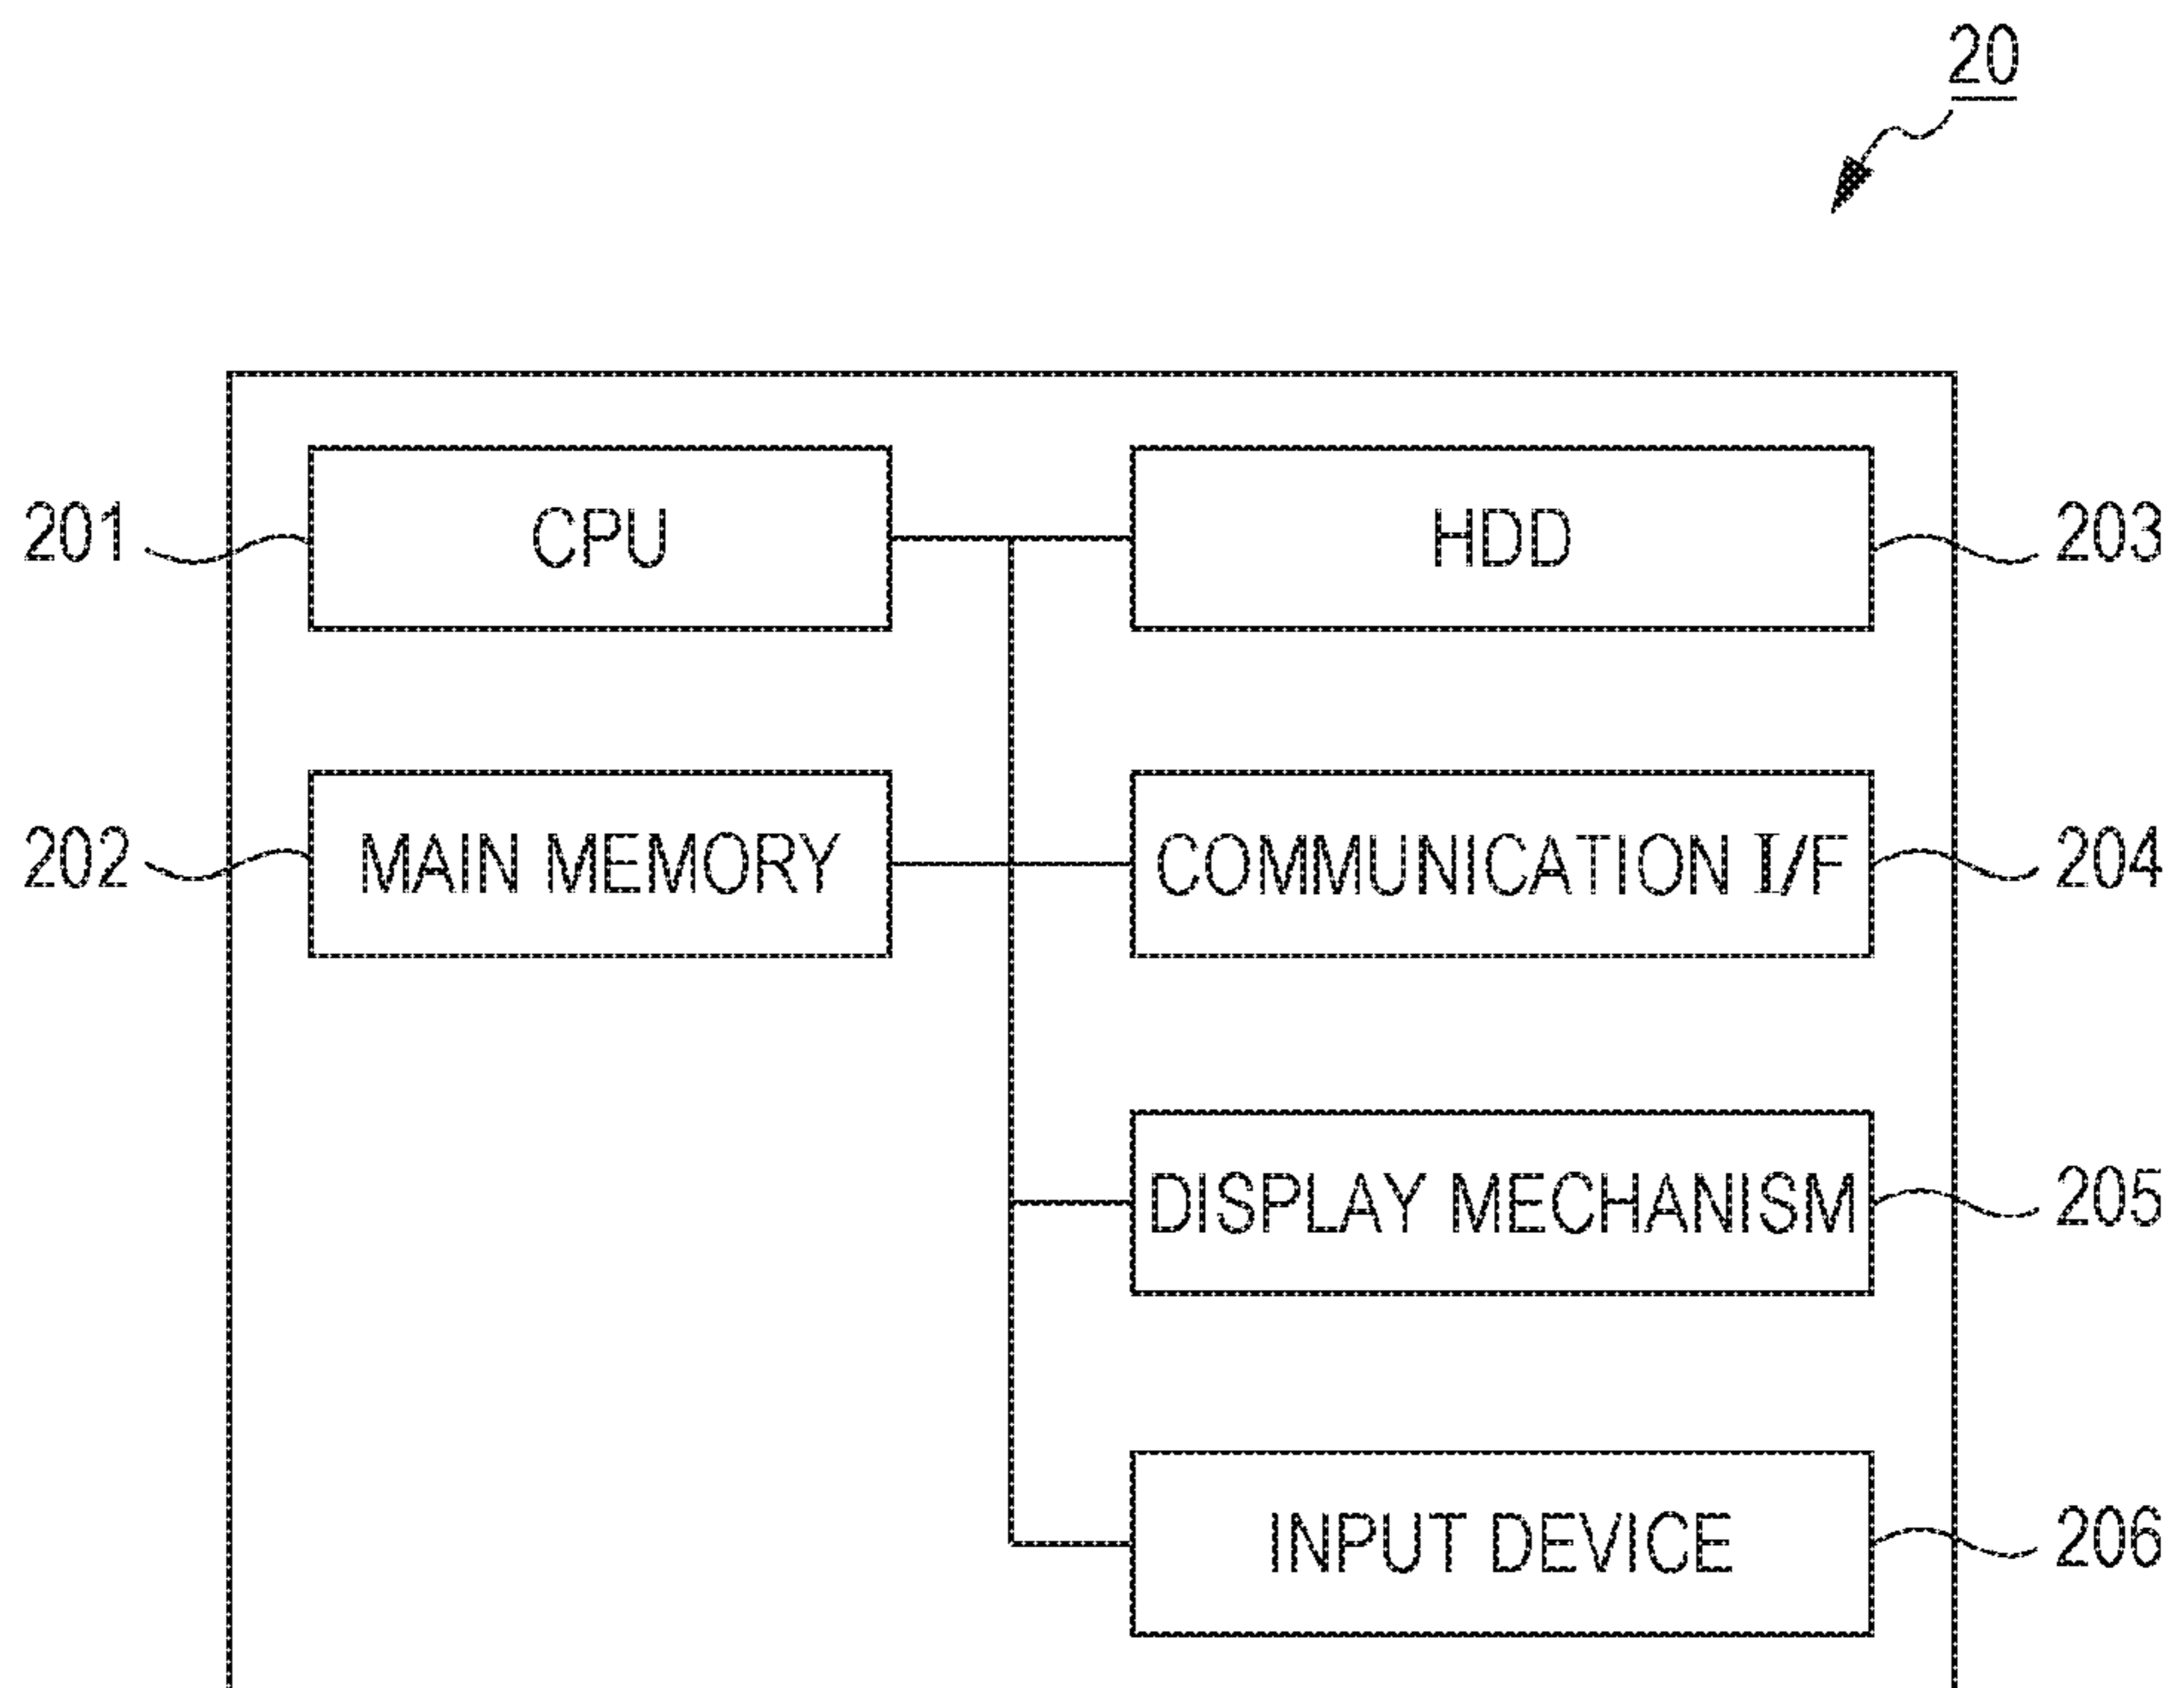 20
201 CPU HDD 203
202 MAIN MEMORY COMMUNICATION I/F 204
DISPLAY MECHANISM 205
INPUT DEVICE 206